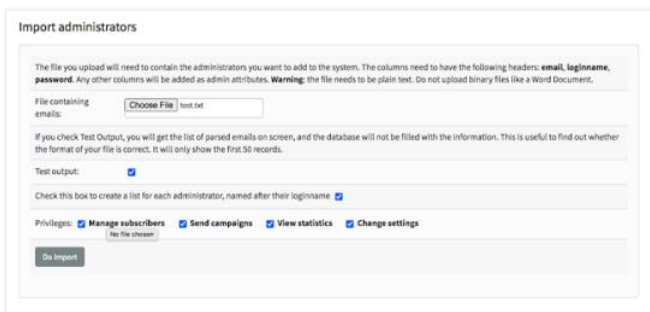 Import administrators
The file you upload will need to contain the administrators you want to add to the system. The columns need to have the following headers: email, loginname,
password. Any other columns will be added as admin attributes. Warning: the file needs to be plain text. Do not upload binary files like a Word Document.
File containing
emails:
Choose File test.txt
If you check Test Output, you will get the list of parsed emails on screen, and the database will not be filled with the information. This is useful to find out whether
the format of your file is correct. It will only show the first 50 records.
Test output:
Check this box to create a list for each administrator, named after their loginname
Privileges: Manage subscribers Send campaigns View statistics Change settings
No file chosen
Do Import